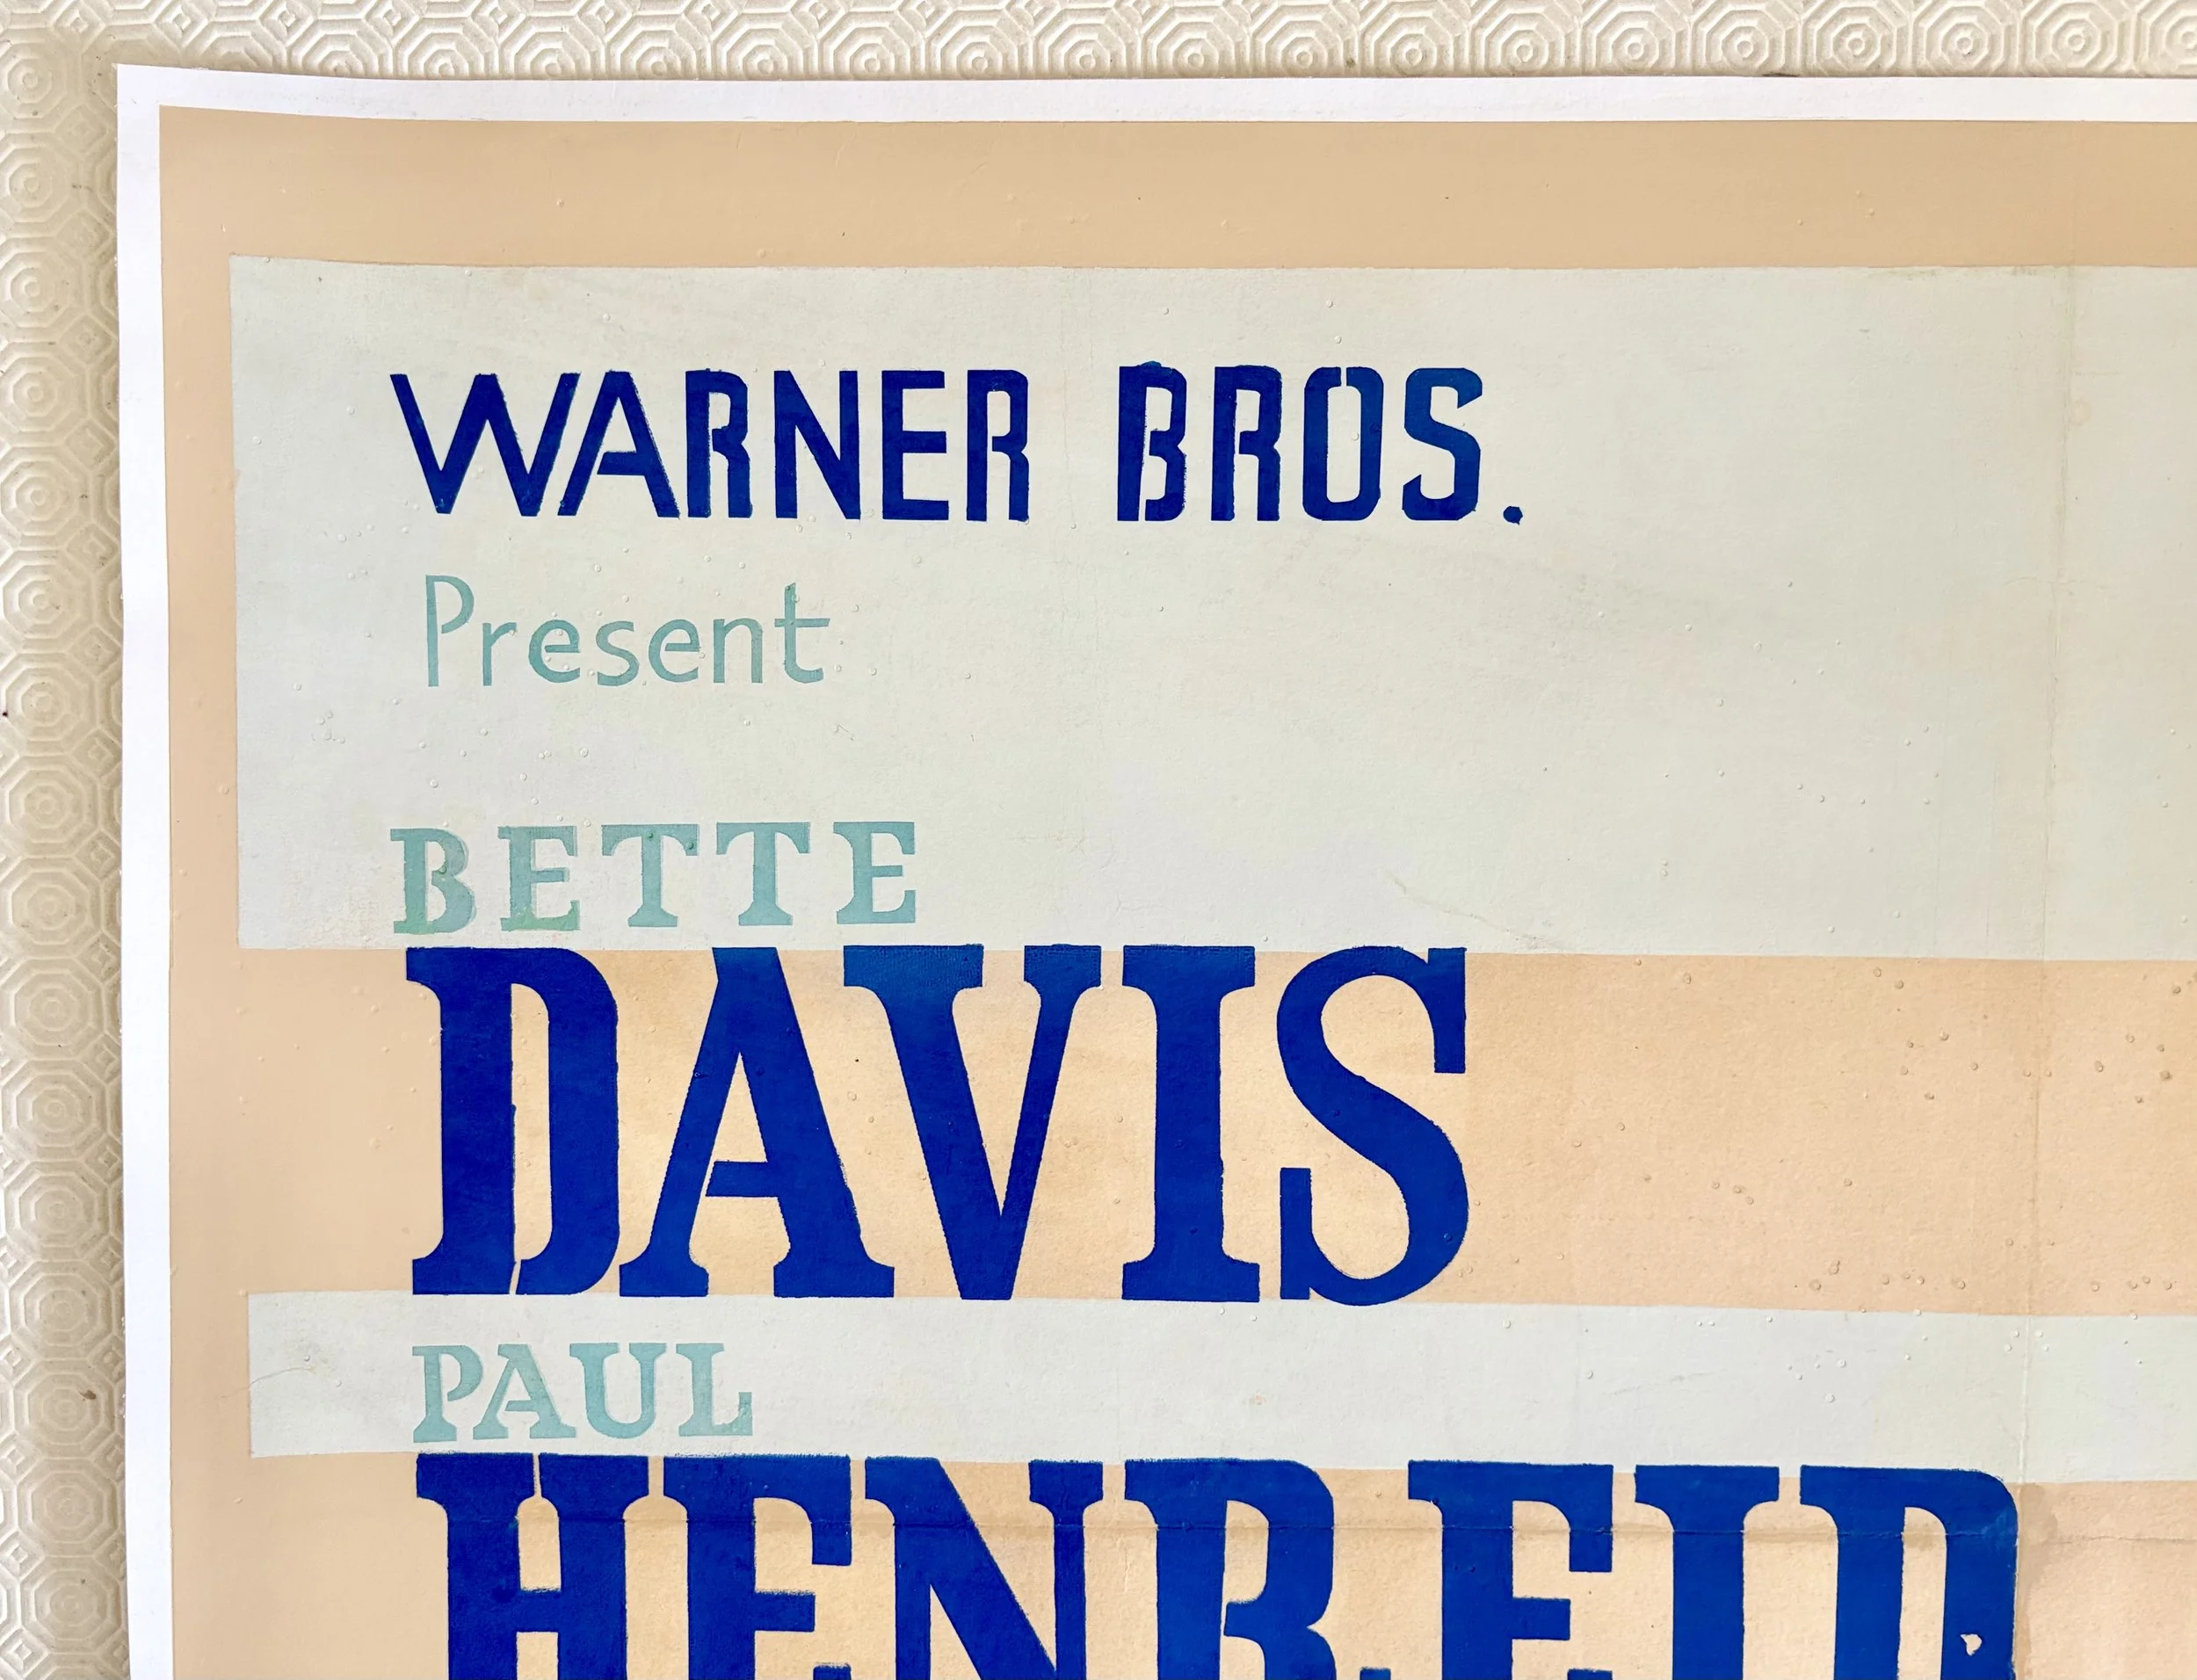 WARNER BROS.
Present
BETTE
DAVIS
PAUL
HENREID